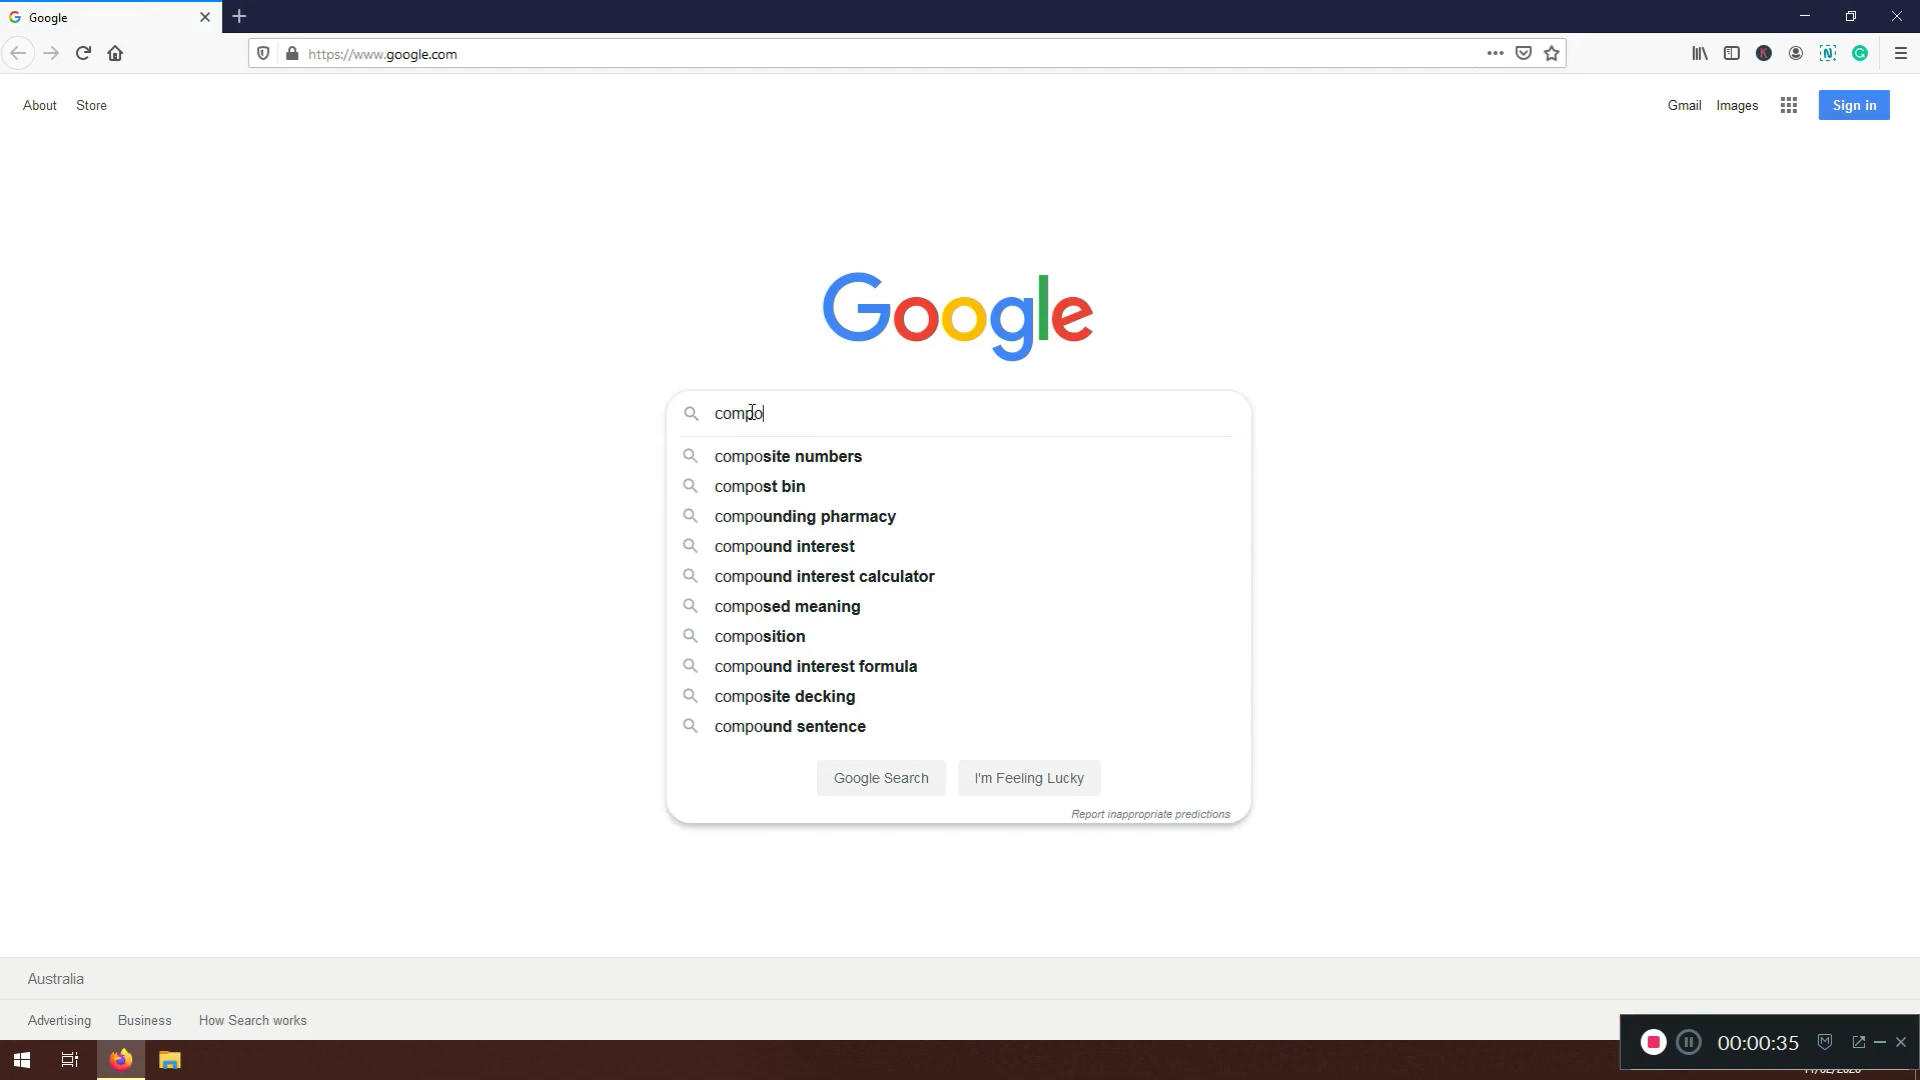 Google
https://www.google.com
About Store
Gmail Images Sign in
Google
compo
composite numbers
compost bin
compounding pharmacy
compound interest
compound interest calculator
composed meaning
composition
compound interest formula
composite decking
compound sentence
Google Search I'm Feeling Lucky
Report inappropriate predictions
Australia
Advertising Business How Search works
00:00:35